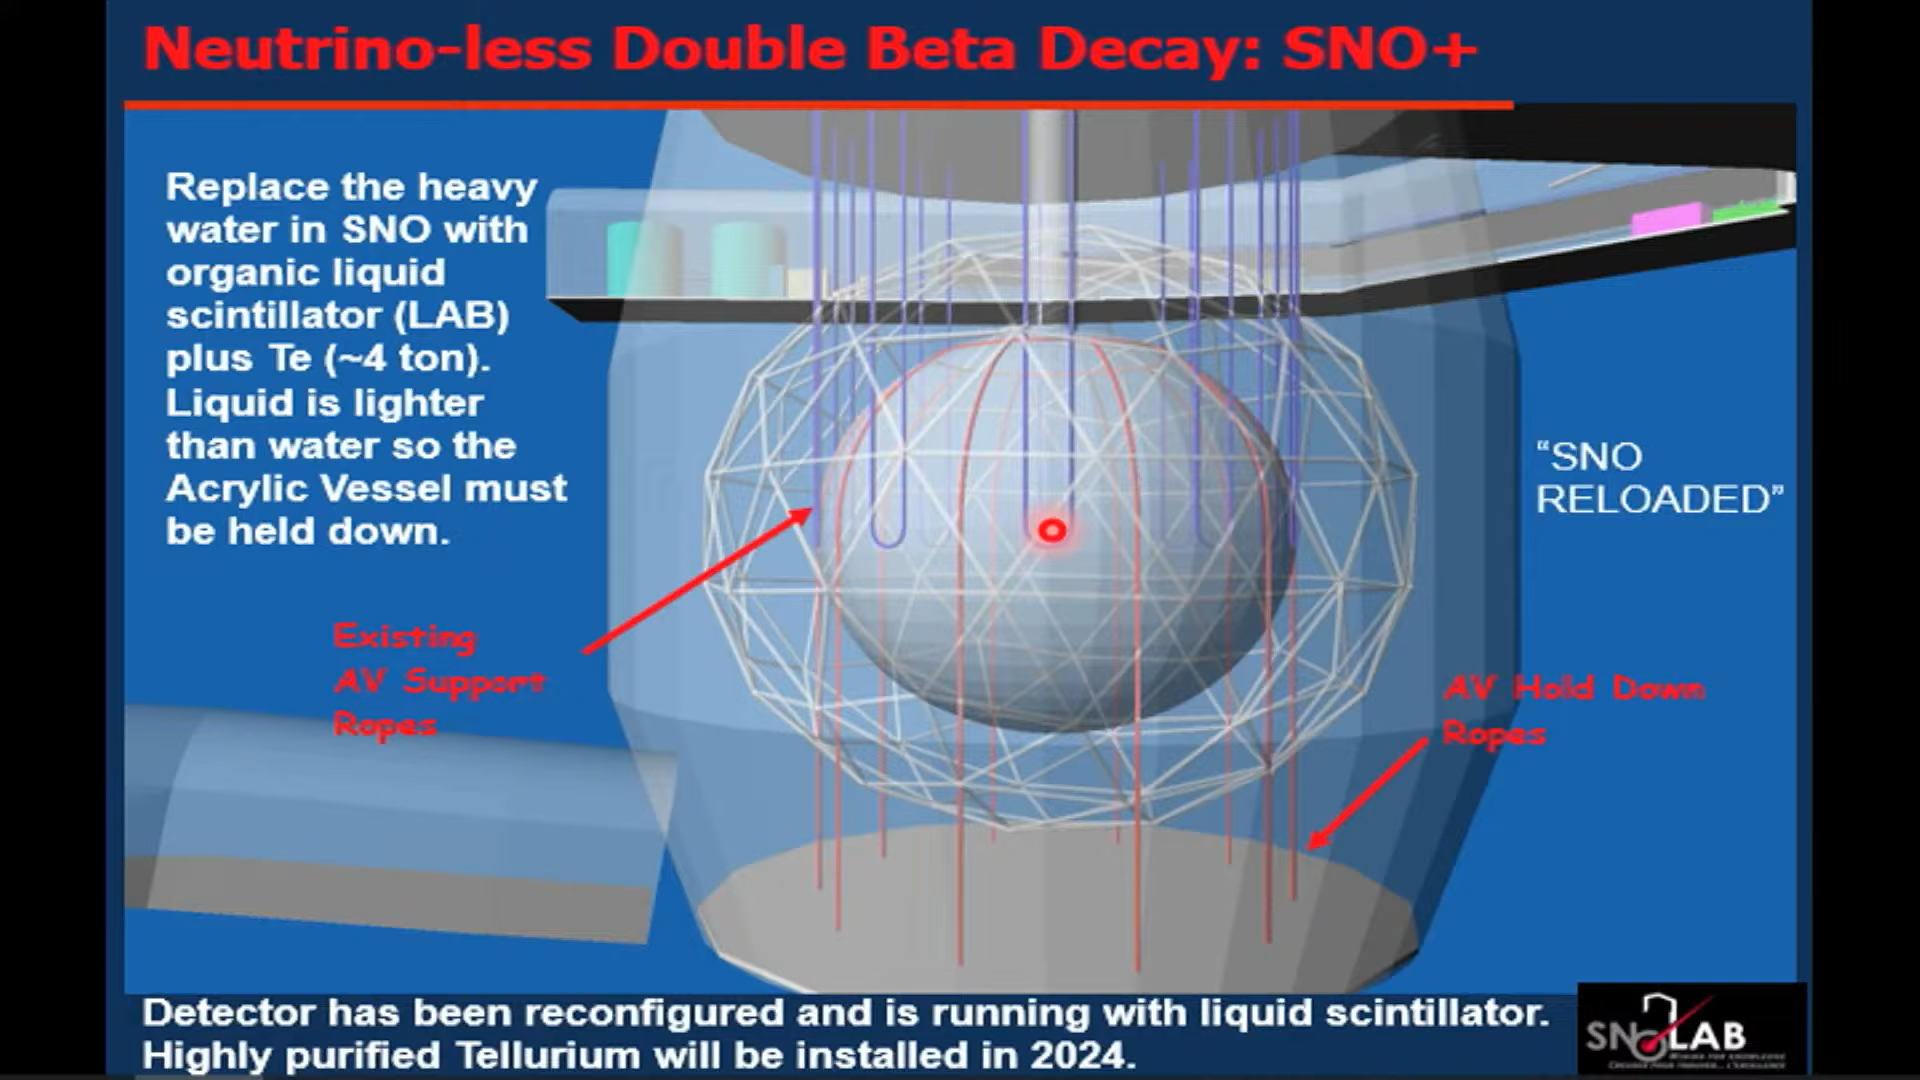 Neutrino-less Double Beta Decay: SNO+
Replace the heavy
water in SNO with
organic liquid
scintillator (LAB)
plus Te (~4 ton).
Liquid is lighter
than water so the
Acrylic Vessel must
be held down.
“SNO
RELOADED”
Existing
AV Support
Ropes
AV Hold Down
Ropes
Detector has been reconfigured and is running with liquid scintillator.
Highly purified Tellurium will be installed in 2024.
SNOLAB